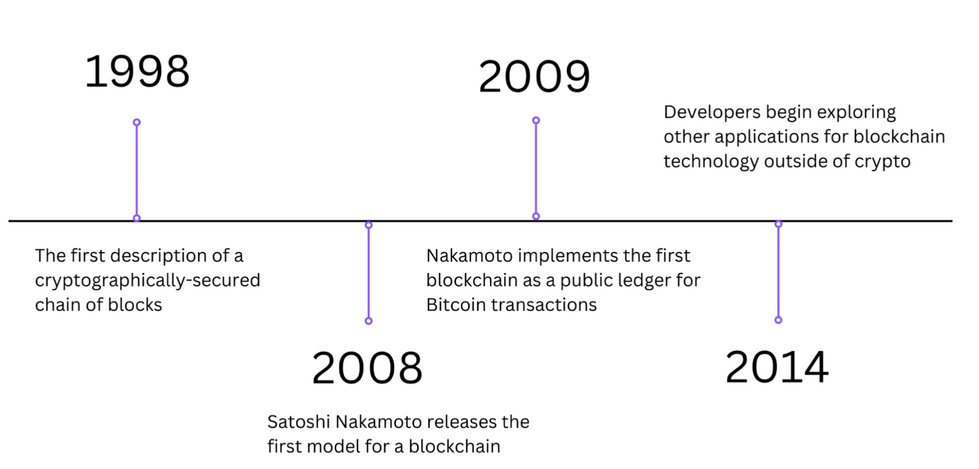 1998
The first description of a
cryptographically-secured
chain of blocks
2008
Satoshi Nakamoto releases the
first model for a blockchain
2009
Nakamoto implements the first
blockchain as a public ledger for
Bitcoin transactions
2014
Developers begin exploring
other applications for blockchain
technology outside of crypto